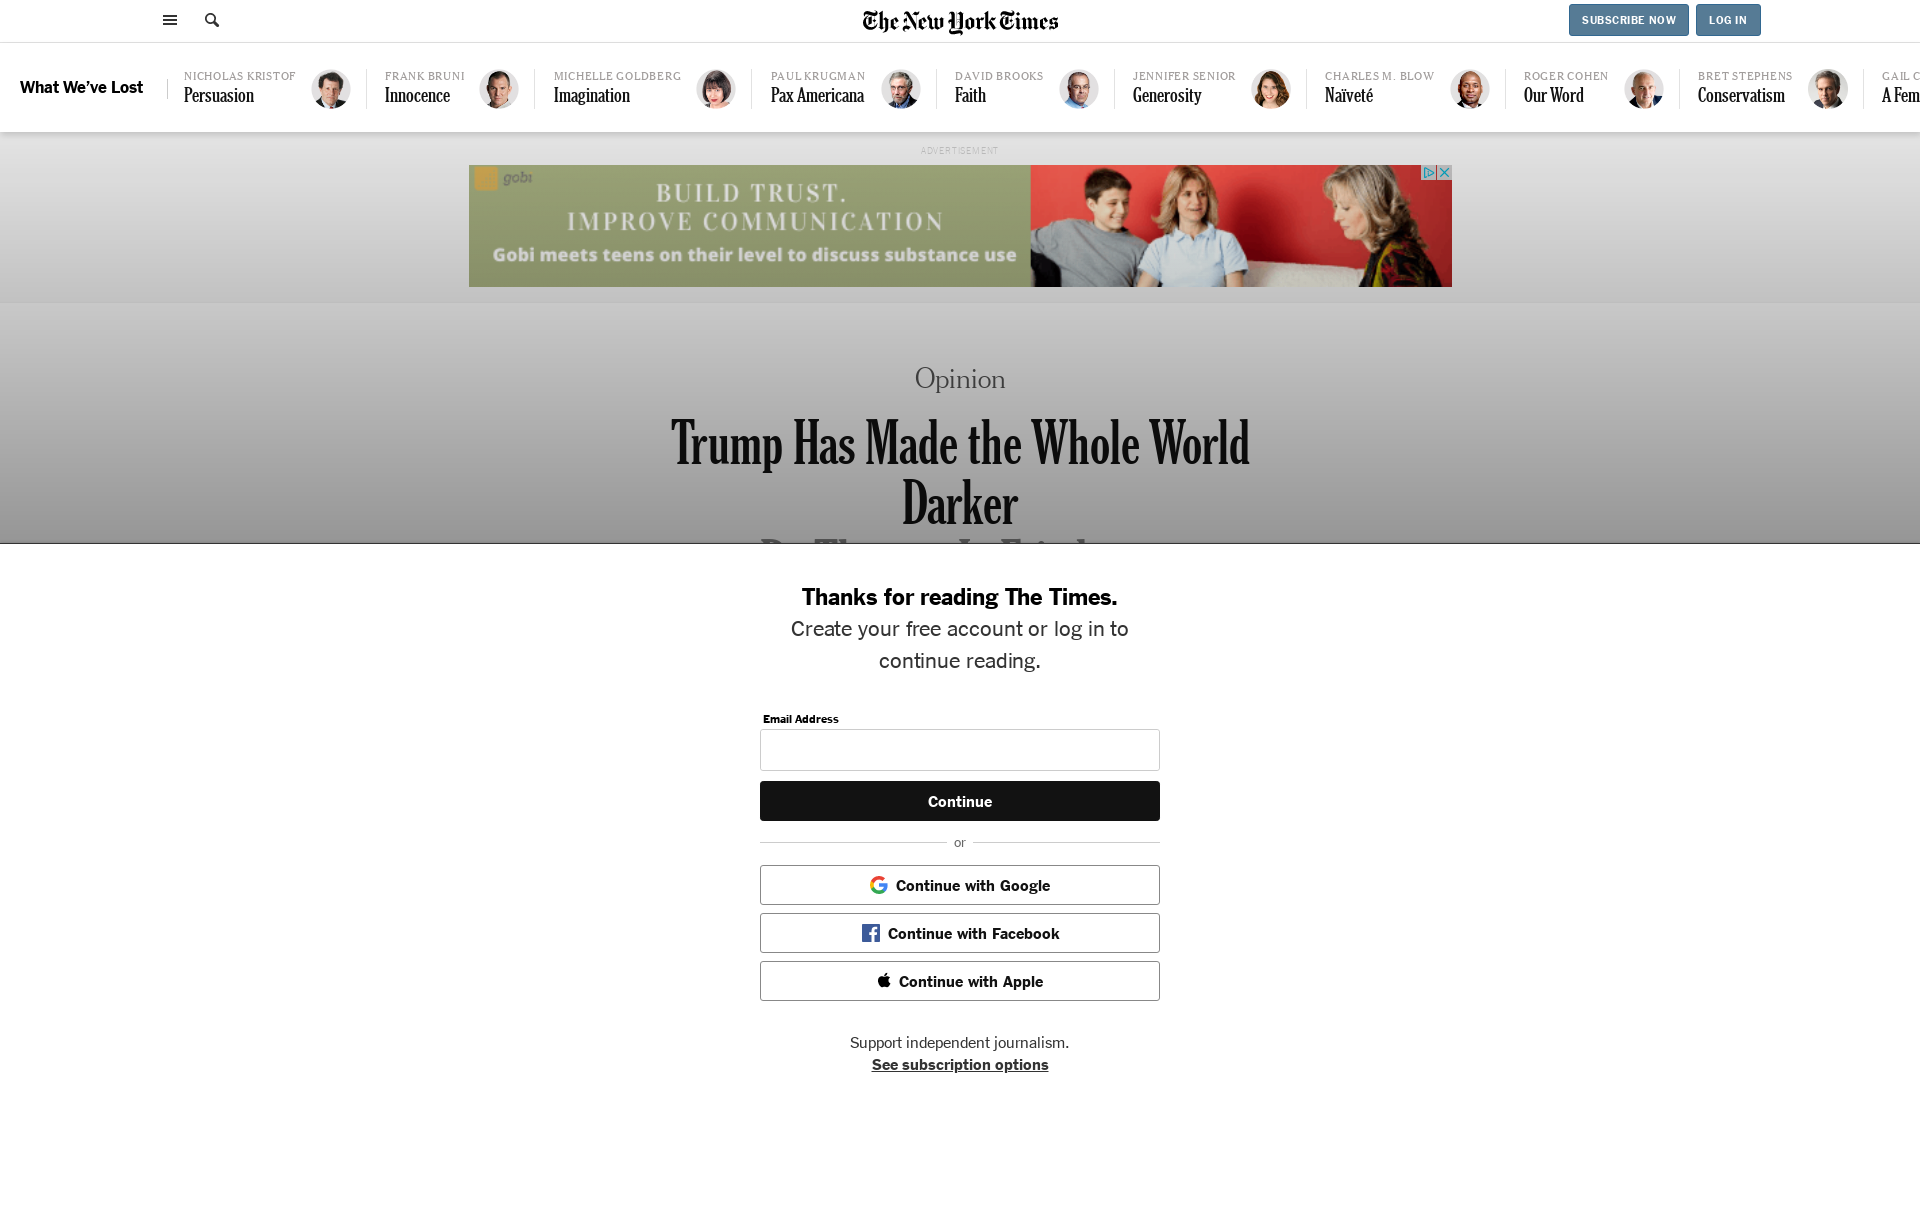 The New York Times
SUBSCRIBE NOW
LOG IN
What We've Lost
NICHOLAS KRISTOF
Persuasion
FRANK BRUNI
Innocence
MICHELLE GOLDBERG
Imagination
PAUL KRUGMAN
Pax Americana
DAVID BROOKS
Faith
JENNIFER SENIOR
Generosity
CHARLES M. BLOW
Naïveté
ROGER COHEN
Our Word
BRET STEPHENS
Conservatism
GAIL C
A Fem
ADVERTISEMENT
gobi
BUILD TRUST.
IMPROVE COMMUNICATION
Gobi meets teens on their level to discuss substance use
Opinion
Trump Has Made the Whole World
Darker
Thanks for reading The Times.
Create your free account or log in to
continue reading.
Email Address
Continue
or
Continue with Google
Continue with Facebook
Continue with Apple
Support independent journalism.
See subscription options